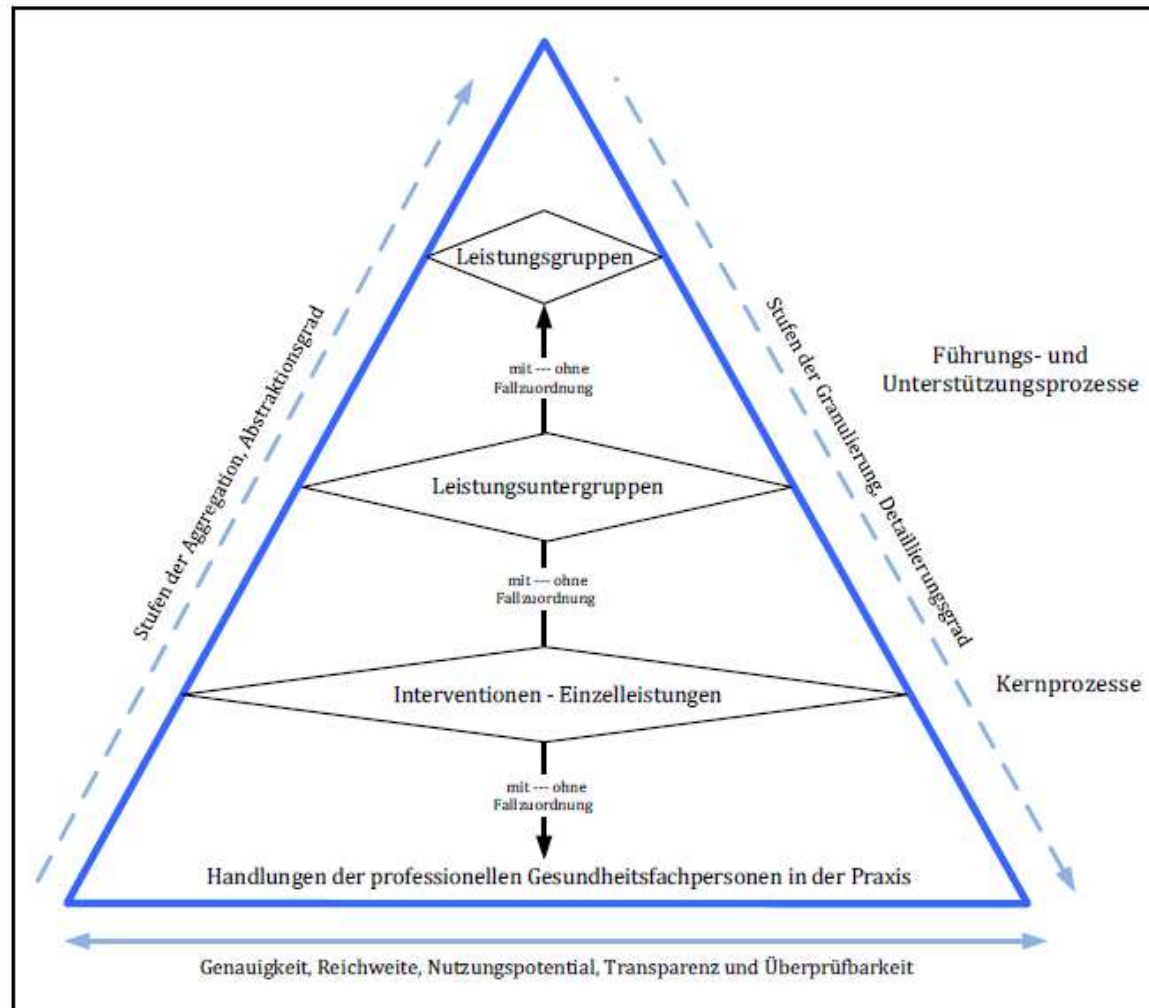 Leistungsgruppen
Stufen der Aggregation, Abstraktionsgrad
Stufen der Granulierung, Detaillierungsgrad
mit --- ohne
Fallzuordnung
Führungs- und
Unterstützungsprozesse
Leistungsuntergruppen
mit --- ohne
Fallzuordnung
Interventionen - Einzelleistungen
Kernprozesse
mit --- ohne
Fallzuordnung
Handlungen der professionellen Gesundheitsfachpersonen in der Praxis
Genauigkeit, Reichweite, Nutzungspotential, Transparenz und Überprüfbarkeit